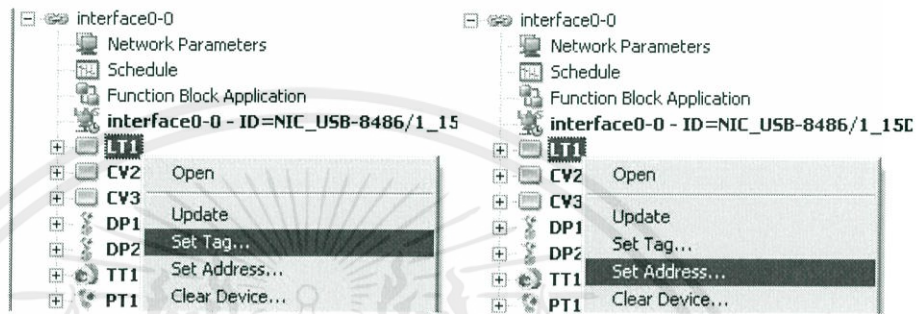 interface0-0
Network Parameters
Schedule
Function Block Application
interface0-0 - ID=NIC_USB-8486/1_15
LT1
CV2
CV3
DP1
DP2
TT1
PT1
Open
Update
Set Tag...
Set Address...
Clear Device...
interface0-0
Network Parameters
Schedule
Function Block Application
interface0-0 - ID=NIC_USB-8486/1_15D
LT1
CV2
CV3
DP1
DP2
TT1
PT1
Open
Update
Set Tag...
Set Address...
Clear Device...